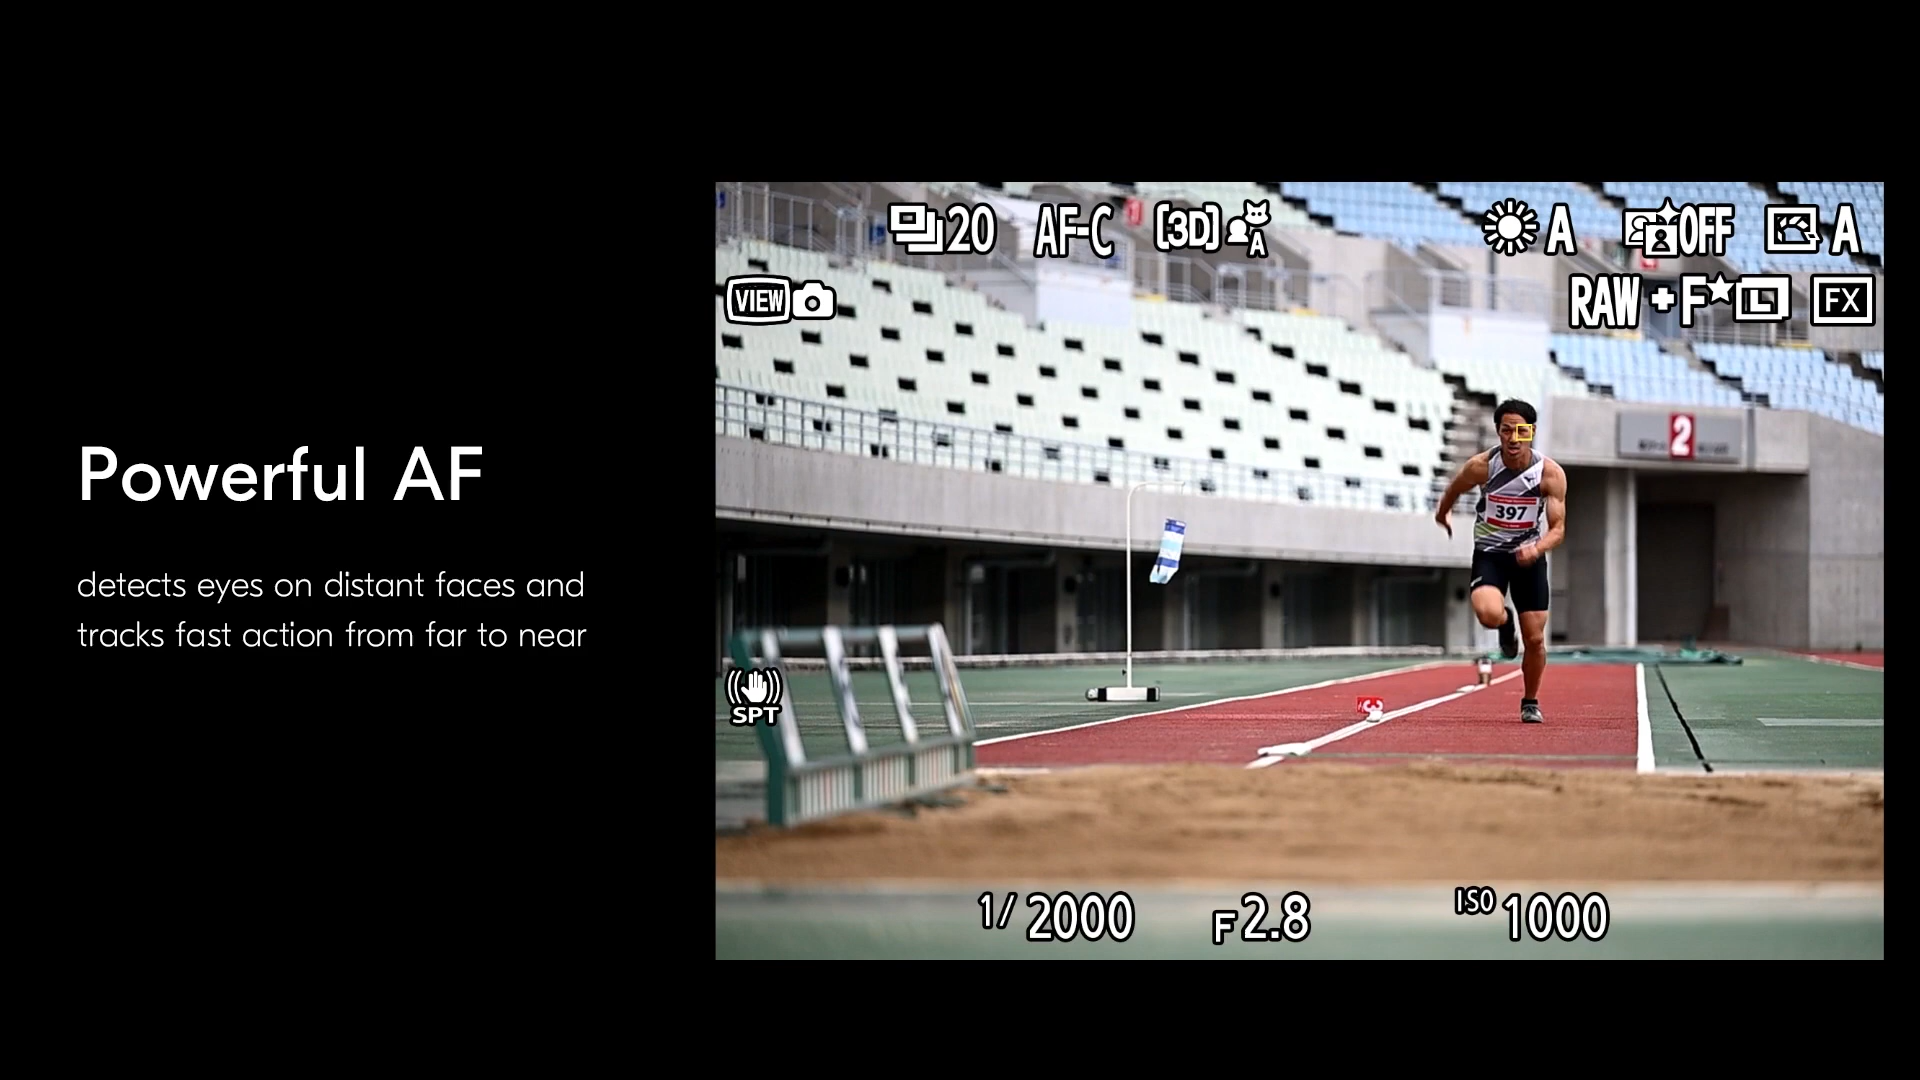 Powerful AF
detects eyes on distant faces and
tracks fast action from far to near
20 AF-C [3D] A A OFF A
VIEW RAW + F★ L FX
2
397
SPT
3
1/2000 F2.8 ISO 1000